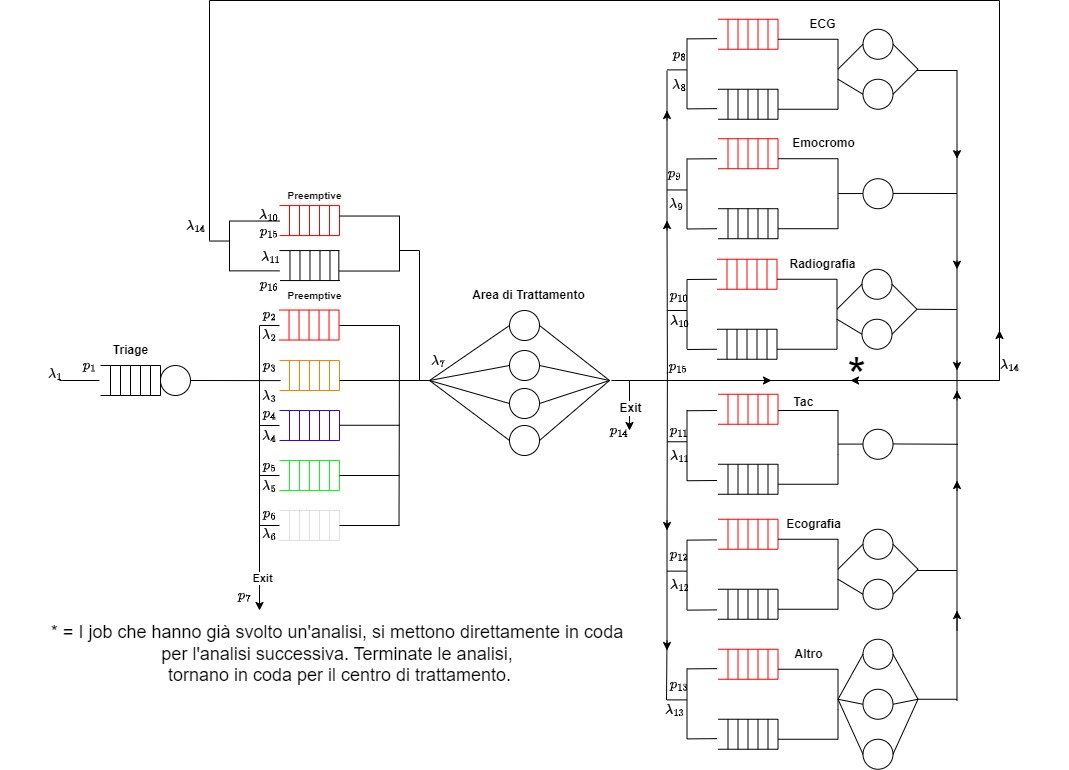 ECG
p8
λ8
Emocromo
p9
λ9
Preemptive
λ10
p15
λ14
λ11
p16
Radiografia
p10
λ10
Preemptive
Area di Trattamento
p2
λ2
Triage
λ1
p1
p3
λ3
λ7
p15
*
λ14
Exit
p14
Tac
p4
λ4
p11
λ11
p5
λ5
p6
λ6
Ecografia
p12
λ12
Exit
p7
* = I job che hanno già svolto un'analisi, si mettono direttamente in coda
per l'analisi successiva. Terminate le analisi,
tornano in coda per il centro di trattamento.
Altro
p13
λ13